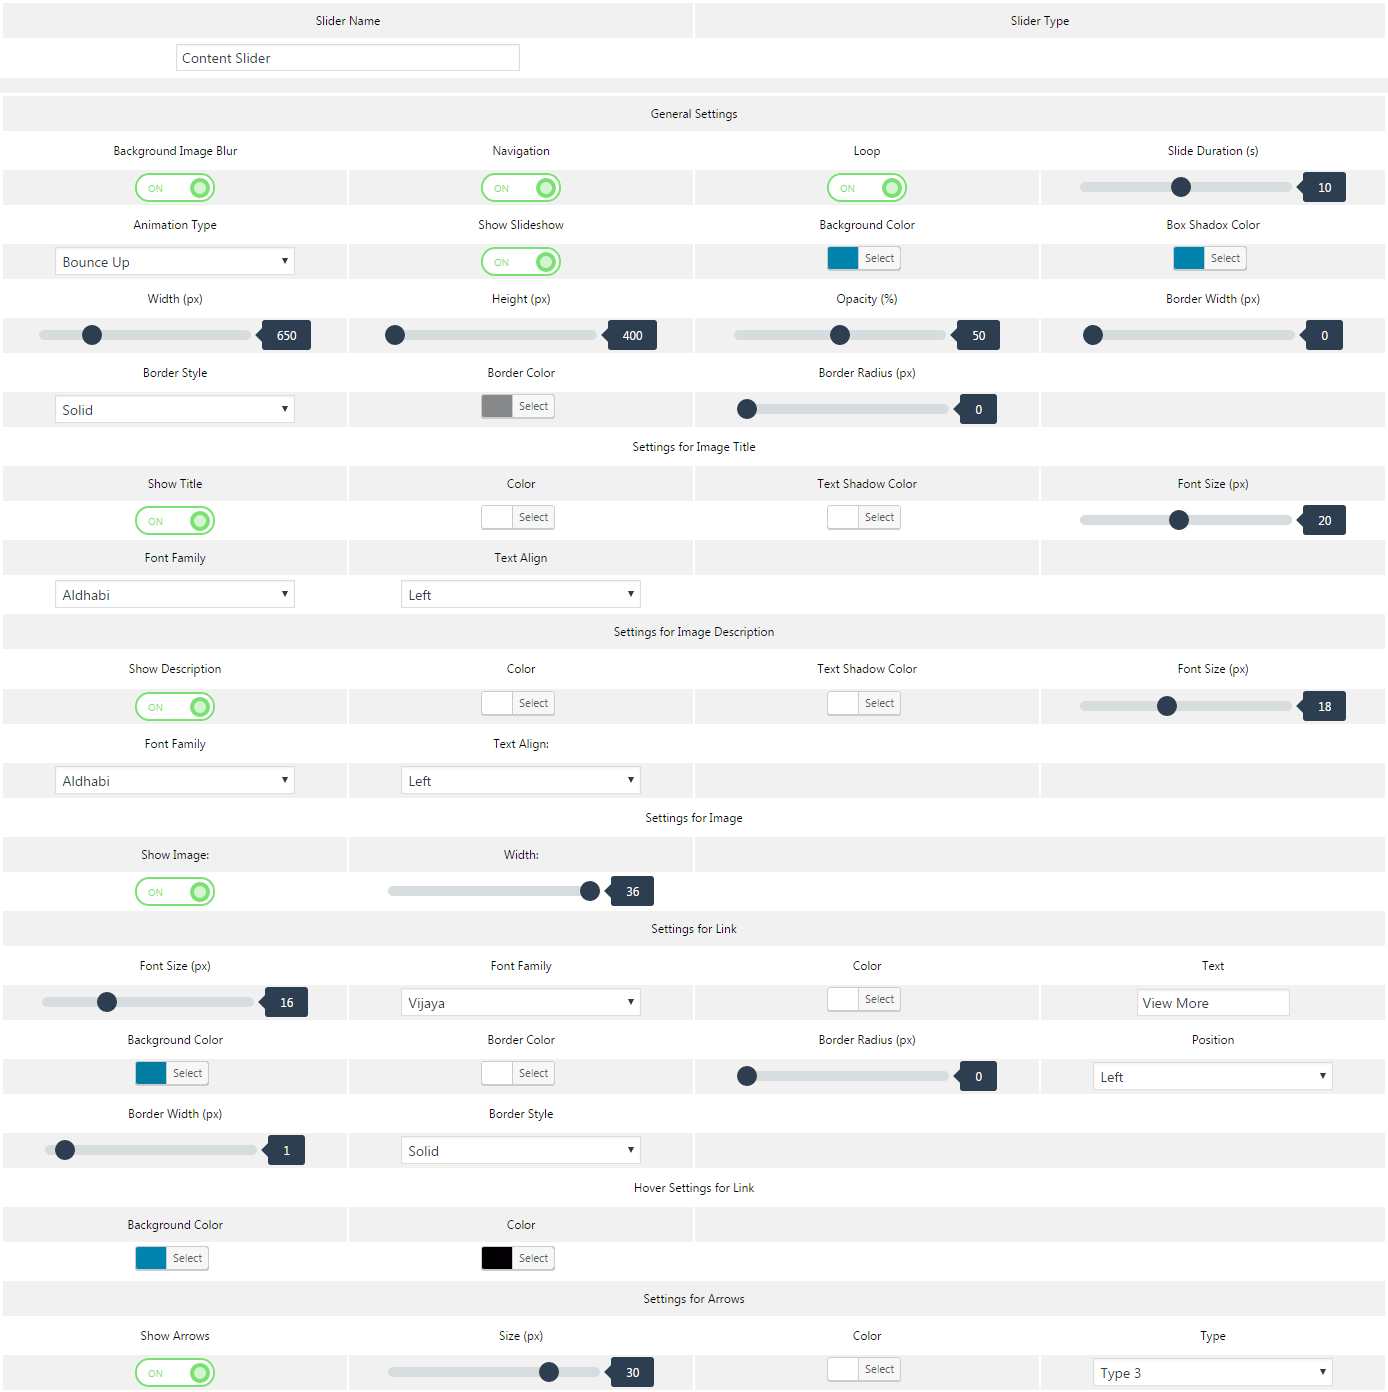 Slider Name Slider Type
Content Slider
General Settings
Background Image Blur Navigation Loop Slide Duration (s)
ON ON ON 10
Animation Type Show Slideshow Background Color Box Shadox Color
Bounce Up ON Select Select
Width (px) Height (px) Opacity (%) Border Width (px)
650 400 50 0
Border Style Border Color Border Radius (px)
Solid Select 0
Settings for Image Title
Show Title Color Text Shadow Color Font Size (px)
ON Select Select 20
Font Family Text Align
Aldhabi Left
Settings for Image Description
Show Description Color Text Shadow Color Font Size (px)
ON Select Select 18
Font Family Text Align:
Aldhabi Left
Settings for Image
Show Image: Width:
ON 36
Settings for Link
Font Size (px) Font Family Color Text
16 Vijaya Select View More
Background Color Border Color Border Radius (px) Position
Select Select 0 Left
Border Width (px) Border Style
1 Solid
Hover Settings for Link
Background Color Color
Select Select
Settings for Arrows
Show Arrows Size (px) Color Type
ON 30 Select Type 3